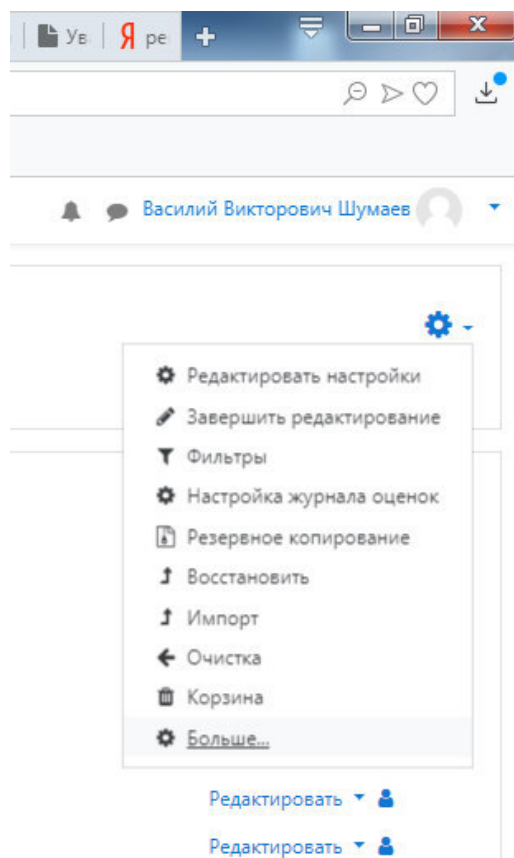 Ув
Я ре
Василий Викторович Шумаев
Редактировать настройки
Завершить редактирование
Фильтры
Настройка журнала оценок
Резервное копирование
Восстановить
Импорт
Очистка
Корзина
Больше...
Редактировать
Редактировать